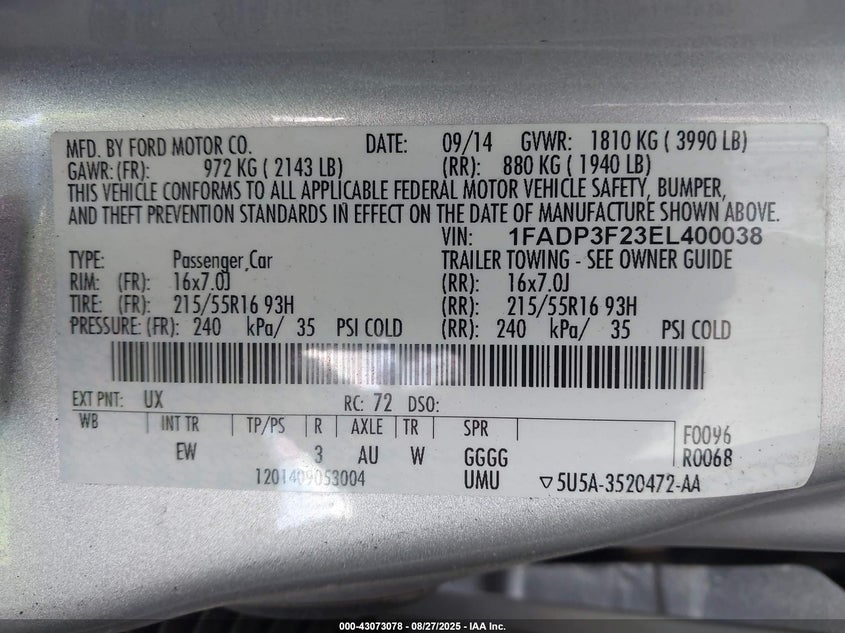 MFD. BY FORD MOTOR CO. DATE: 09/14 GVWR: 1810 KG ( 3990 LB)
GAWR: (FR): 972 KG ( 2143 LB) (RR): 880 KG ( 1940 LB)
THIS VEHICLE CONFORMS TO ALL APPLICABLE FEDERAL MOTOR VEHICLE SAFETY, BUMPER,
AND THEFT PREVENTION STANDARDS IN EFFECT ON THE DATE OF MANUFACTURE SHOWN ABOVE.
VIN: 1FADP3F23EL400038
TYPE: Passenger Car TRAILER TOWING - SEE OWNER GUIDE
RIM: (FR): 16x7.0J (RR): 16x7.0J
TIRE: (FR): 215/55R16 93H (RR): 215/55R16 93H
PRESSURE: (FR): 240 kPa/ 35 PSI COLD (RR): 240 kPa/ 35 PSI COLD
EXT PNT: UX RC: 72 DSO:
WB INT TR TP/PS R AXLE TR SPR F0096
EW 3 AU W GGGG R0068
1201409053004 UMU ▽5U5A-3520472-AA
000-43073078 - 08/27/2025 - IAA Inc.